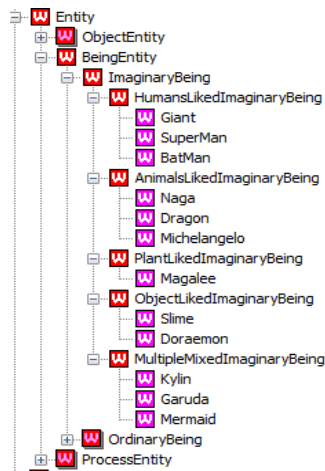 Entity
ObjectEntity
BeingEntity
ImaginaryBeing
HumansLikedImaginaryBeing
Giant
SuperMan
BatMan
AnimalsLikedImaginaryBeing
Naga
Dragon
Michelangelo
PlantLikedImaginaryBeing
Magalee
ObjectLikedImaginaryBeing
Slime
Doraemon
MultipleMixedImaginaryBeing
Kylin
Garuda
Mermaid
OrdinaryBeing
ProcessEntity